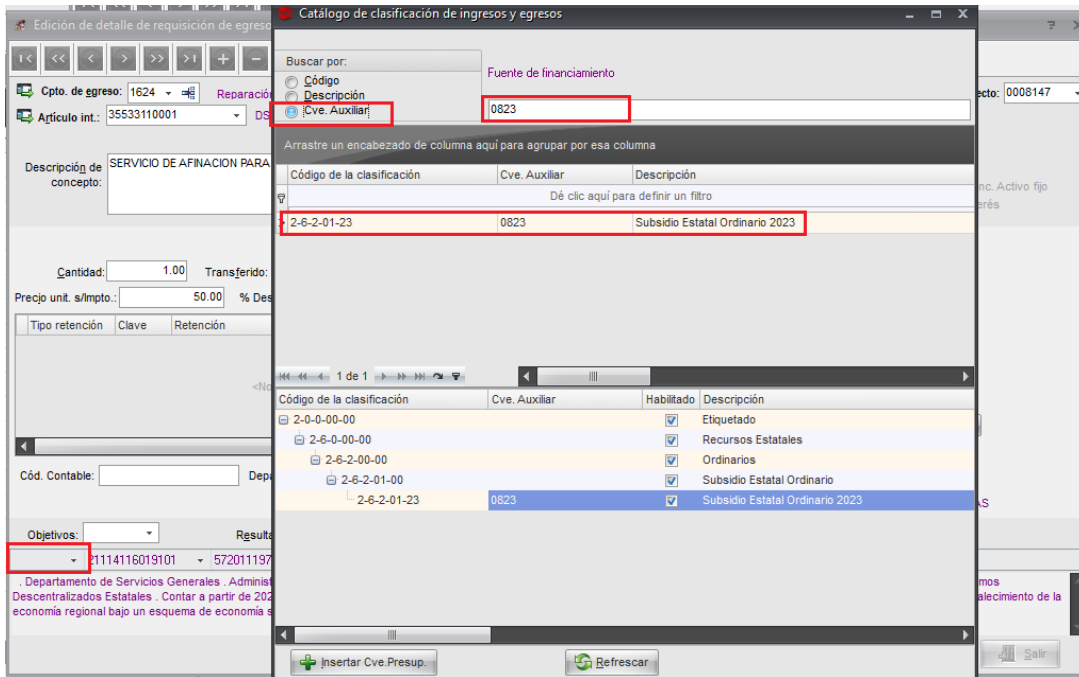 Edición de detalle de requisición de egreso
Catálogo de clasificación de ingresos y egresos
Cpto. de egreso: 1624
Reparación
Artículo int.: 35533110001
DS
ecto: 0008147
Descripción de concepto:
SERVICIO DE AFINACION PARA
nc. Activo fijo
erés
Cantidad: 1.00 Transferido:
Precio unit. s/Impto.: 50.00 % Des
Tipo retención Clave Retención
<No
Cód. Contable: Depa
Objetivos: Resulta
21114116019101 572011197
. Departamento de Servicios Generales . Administ
Descentralizados Estatales . Contar a partir de 202
economía regional bajo un esquema de economía s
AS
mos
alecimiento de la
Salir
Buscar por:
Código
Descripción
Cve. Auxiliar
Fuente de financiamiento
0823
Arrastre un encabezado de columna aquí para agrupar por esa columna
Código de la clasificación Cve. Auxiliar Descripción
Dé clic aquí para definir un filtro
2-6-2-01-23 0823 Subsidio Estatal Ordinario 2023
1 de 1
Código de la clasificación Cve. Auxiliar Habilitado Descripción
2-0-0-00-00 Etiquetado
2-6-0-00-00 Recursos Estatales
2-6-2-00-00 Ordinarios
2-6-2-01-00 Subsidio Estatal Ordinario
2-6-2-01-23 0823 Subsidio Estatal Ordinario 2023
Insertar Cve.Presup.
Refrescar